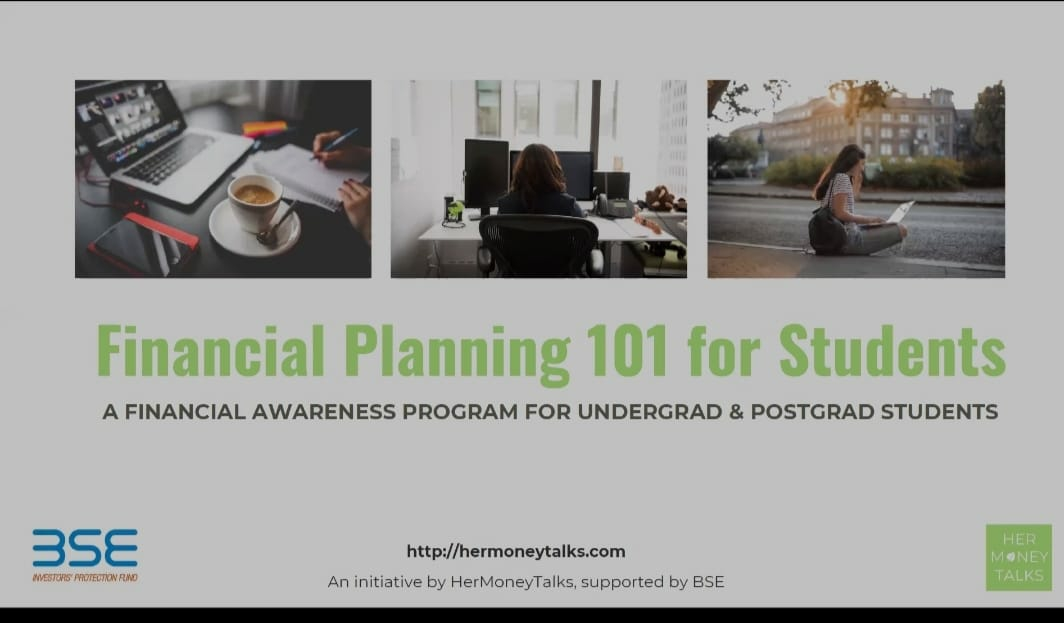 Financial Planning 101 for Students
A FINANCIAL AWARENESS PROGRAM FOR UNDERGRAD & POSTGRAD STUDENTS
BSE
INVESTORS' PROTECTION FUND
http://hermoneytalks.com
An initiative by HerMoneyTalks, supported by BSE
HER
MONEY
TALKS